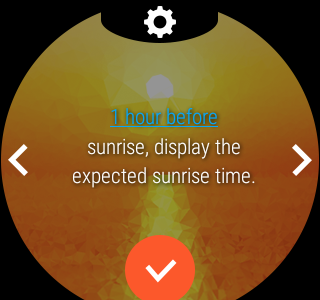 1 hour before
sunrise, display the
expected sunrise time.